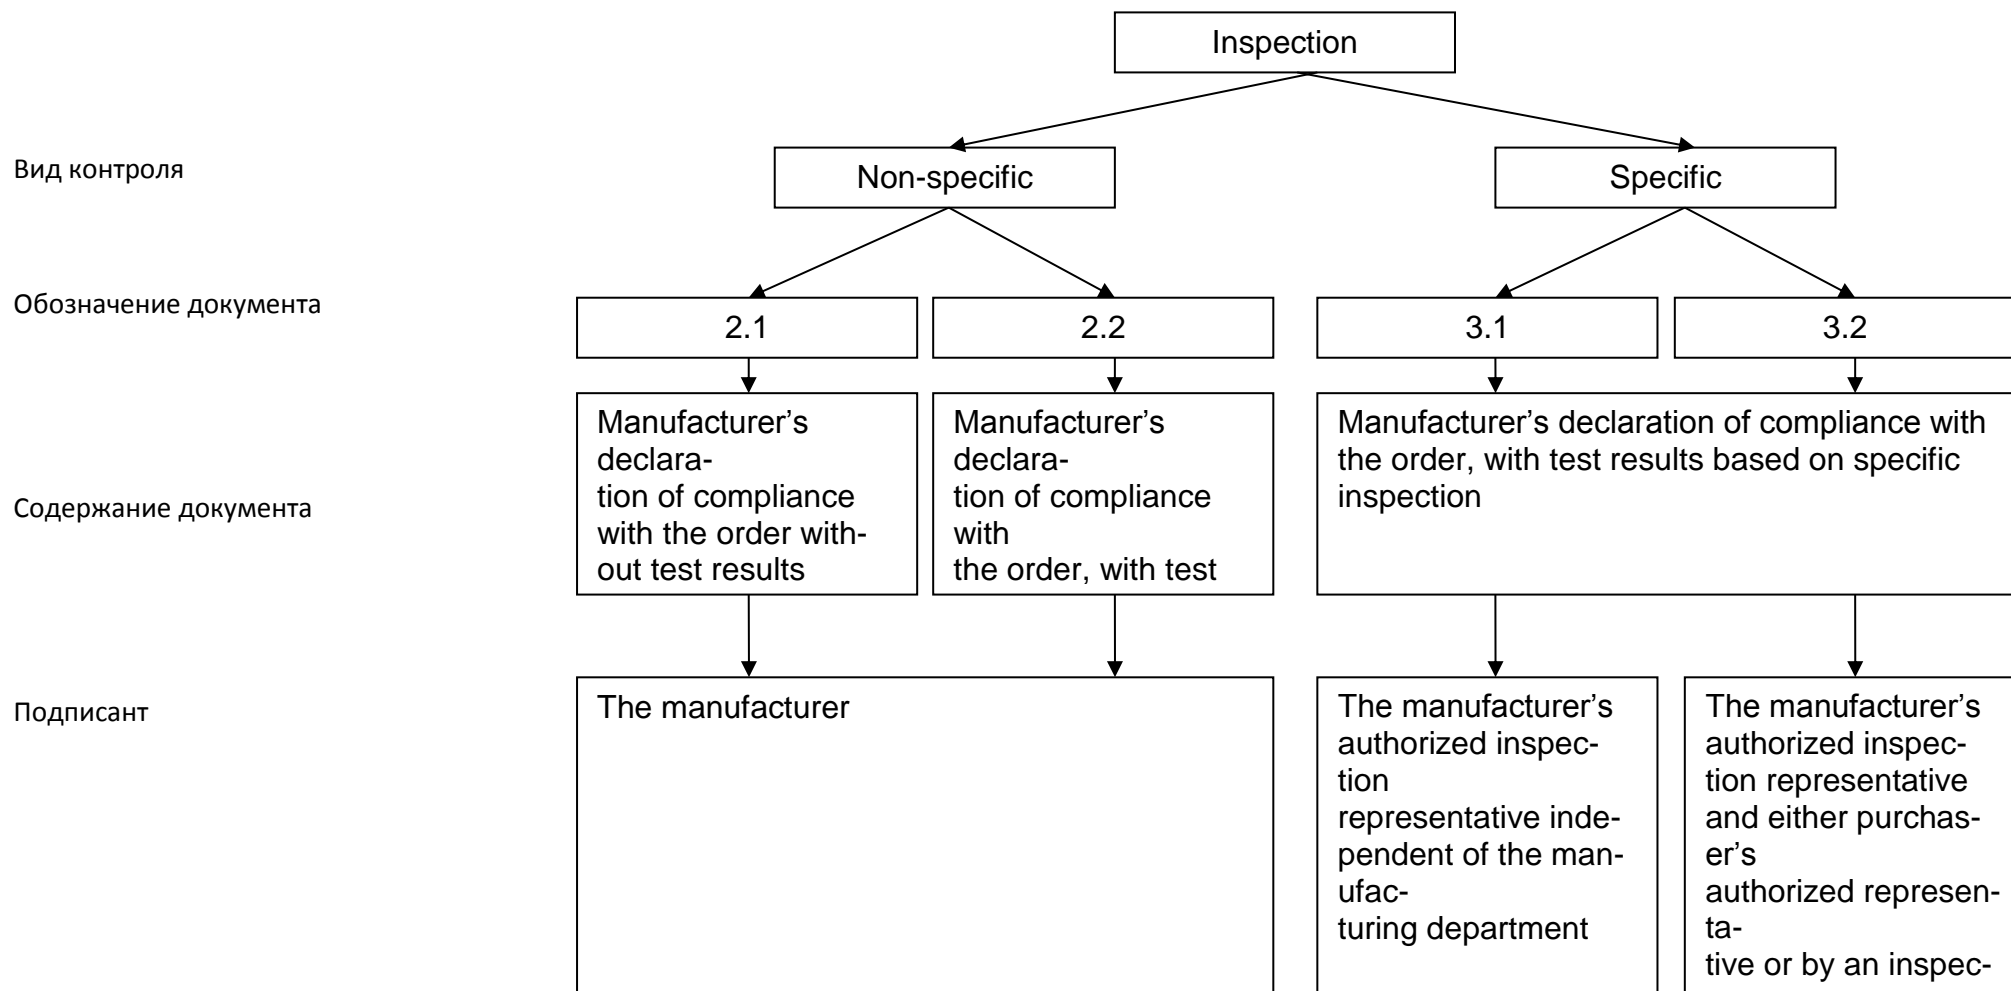 Inspection
Вид контроля
Non-specific
Specific
Обозначение документа
2.1
2.2
3.1
3.2
Содержание документа
Manufacturer’s
declara-
tion of compliance
with the order with-
out test results
Manufacturer’s
declara-
tion of compliance
with
the order, with test
Manufacturer’s declaration of compliance with
the order, with test results based on specific
inspection
Подписант
The manufacturer
The manufacturer’s
authorized inspec-
tion
representative inde-
pendent of the man-
ufac-
turing department
The manufacturer’s
authorized inspec-
tion representative
and either purchas-
er’s
authorized represen-
ta-
tive or by an inspec-